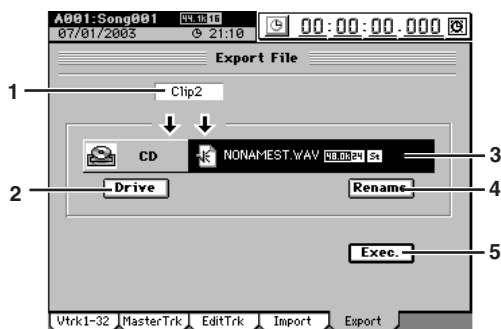 A001:Song001 44.1k 16
07/01/2003 21:10
00:00:00.000
Export File
1
Clip2
CD
NONAMEST.WAV 48.0k 24 St
3
2
Drive
Rename
4
Exec.
5
Vtrk1-32 MasterTrk EditTrk Import Export